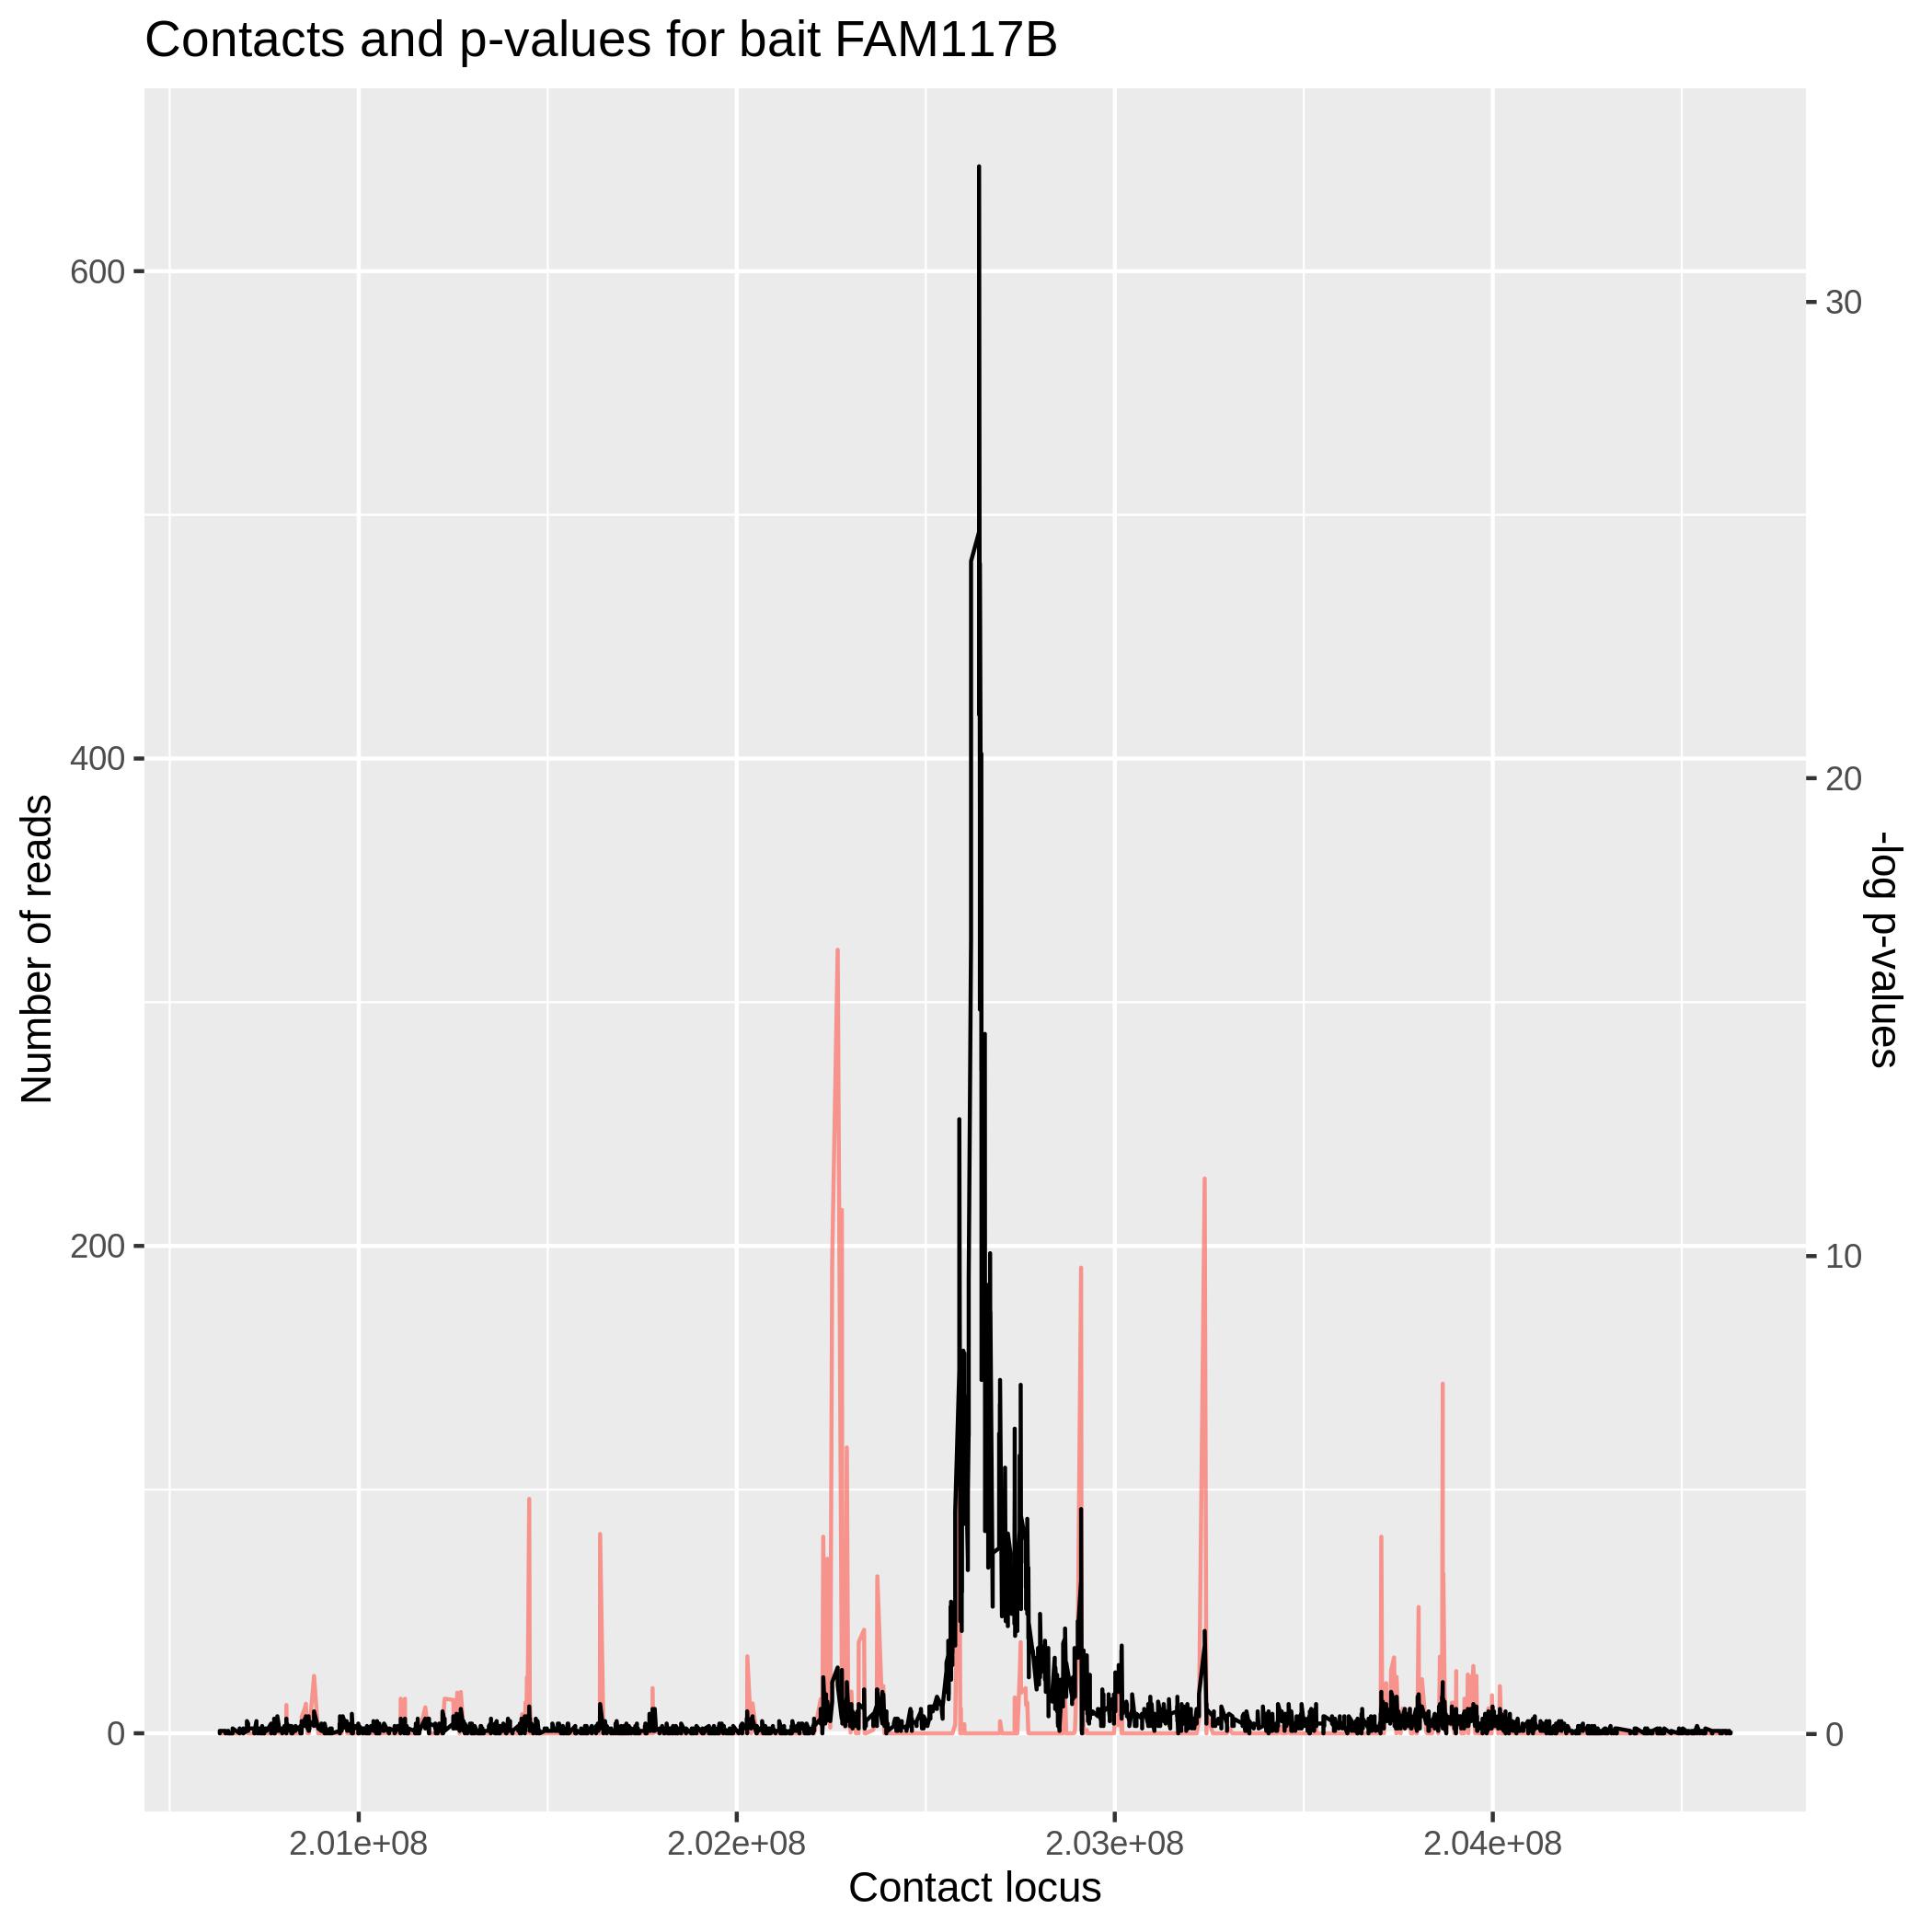 Contacts and p-values for bait FAM117B
600
400
200
0
30
20
10
0
Number of reads
-log p-values
2.01e+08
2.02e+08
2.03e+08
2.04e+08
Contact locus